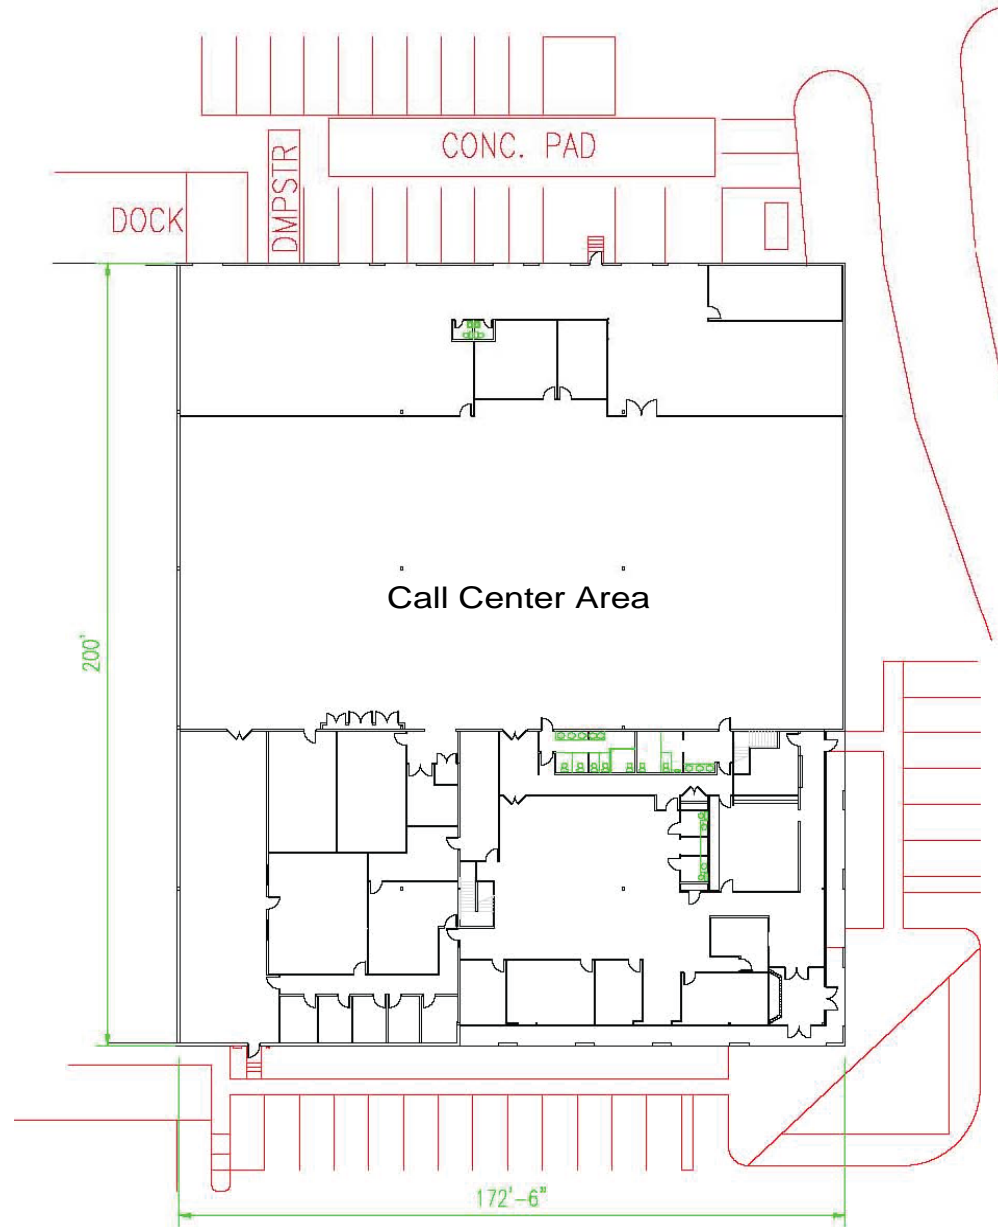 CONC. PAD
DMPSTR
DOCK
Call Center Area
200'
172'-6"